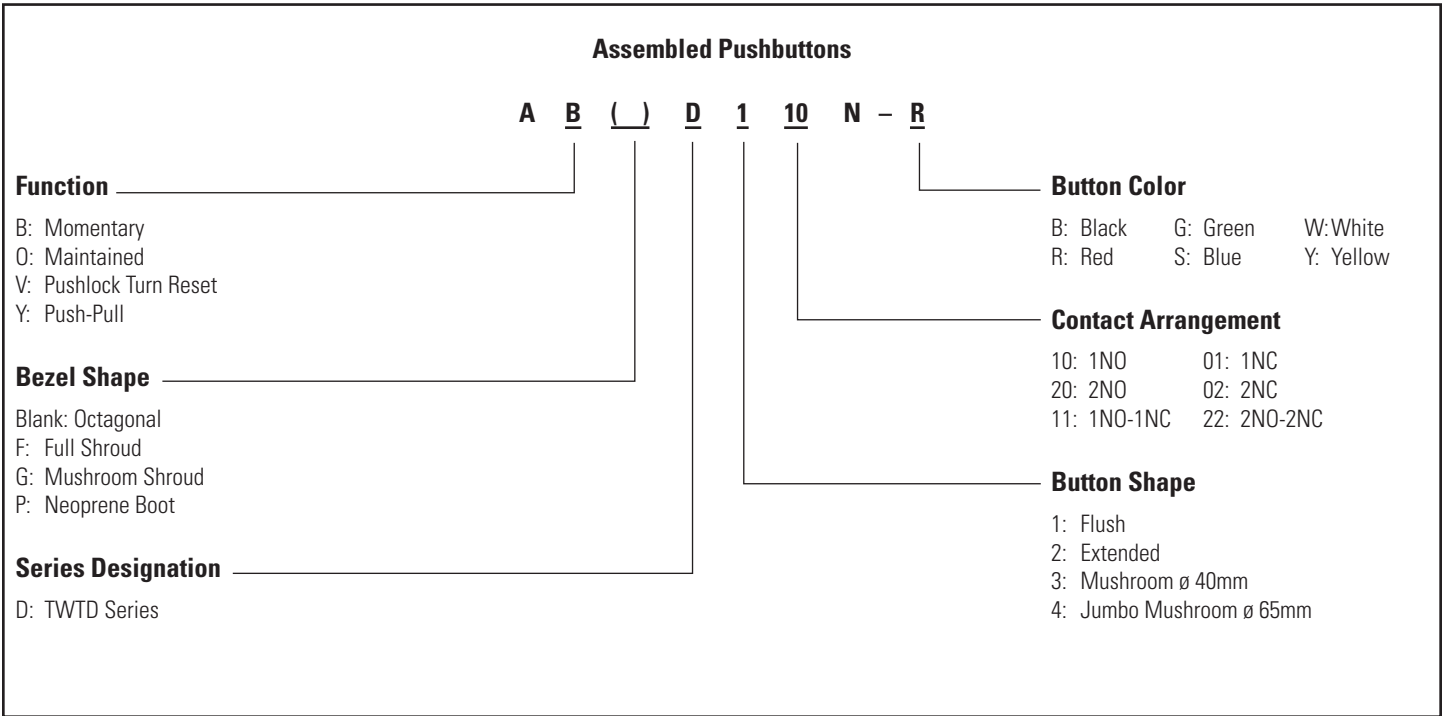 Assembled Pushbuttons
A B ( ) D 1 10 N – R
Function
B: Momentary
O: Maintained
V: Pushlock Turn Reset
Y: Push-Pull
Bezel Shape
Blank: Octagonal
F: Full Shroud
G: Mushroom Shroud
P: Neoprene Boot
Series Designation
D: TWTD Series
Button Color
B: Black G: Green W: White
R: Red S: Blue Y: Yellow
Contact Arrangement
10: 1NO 01: 1NC
20: 2NO 02: 2NC
11: 1NO-1NC 22: 2NO-2NC
Button Shape
1: Flush
2: Extended
3: Mushroom ø 40mm
4: Jumbo Mushroom ø 65mm